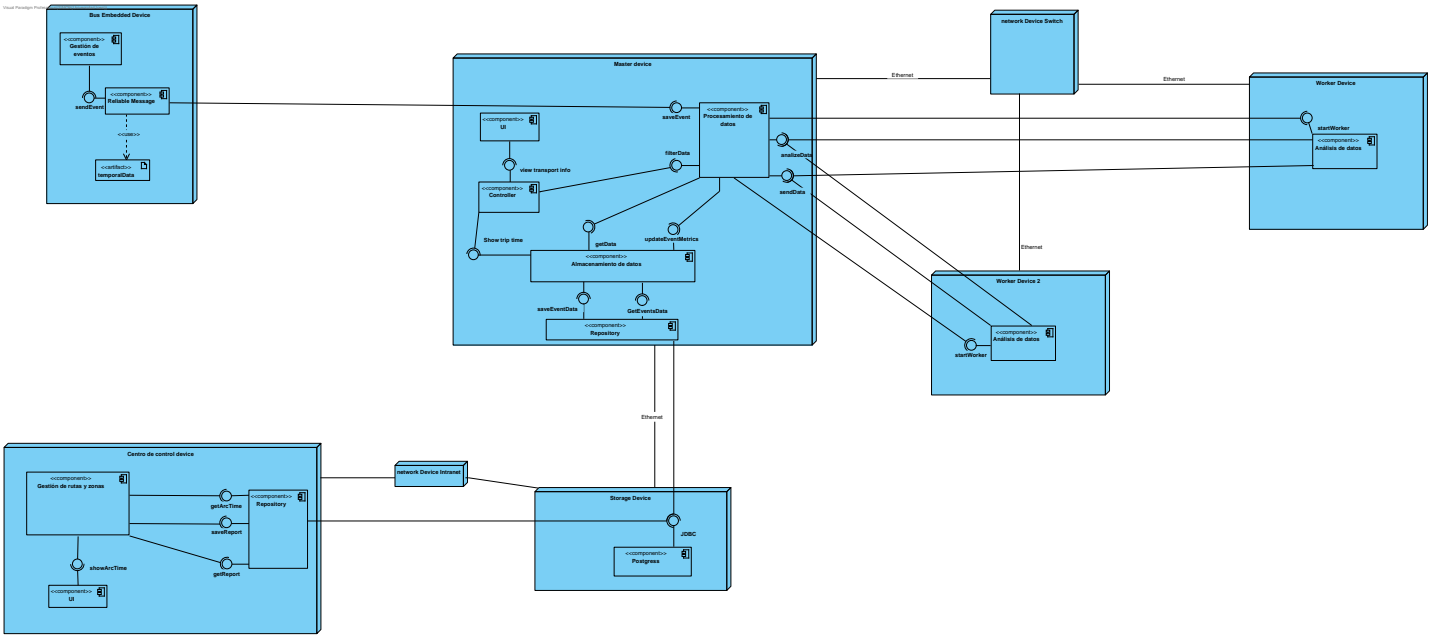 Bus Embedded Device
<<component>>
Gestión de
eventos
sendEvent
<<component>>
Reliable Message
<<use>>
<<artifact>>
temporalData
Master device
<<component>>
UI
view transport info
<<component>>
Controller
Show trip time
saveEvent
filterData
<<component>>
Procesamiento de
datos
analizeData
sendData
getData
updateEventMetrics
<<component>>
Almacenamiento de datos
saveEventData
GetEventsData
<<component>>
Repository
Ethernet
network Device Switch
Ethernet
Worker Device
startWorker
<<component>>
Análisis de datos
Ethernet
Worker Device 2
<<component>>
Análisis de datos
startWorker
Ethernet
Centro de control device
<<component>>
Gestión de rutas y zonas
getArcTime
saveReport
getReport
<<component>>
Repository
showArcTime
<<component>>
UI
network Device Intranet
Storage Device
JDBC
<<component>>
Postgress